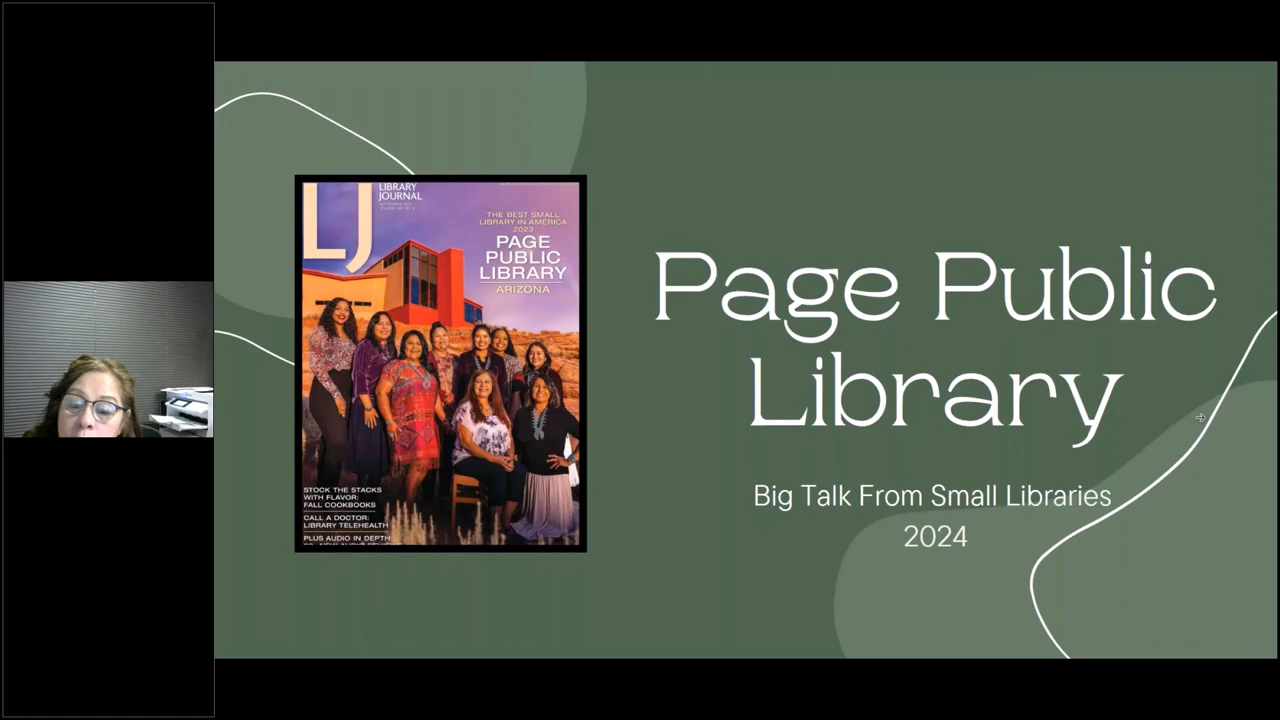 LJ
LIBRARY
JOURNAL
THE BEST SMALL
LIBRARY IN AMERICA
2023
PAGE
PUBLIC
LIBRARY
ARIZONA
STOCK THE STACKS
WITH FLAVOR:
FALL COOKBOOKS
CALL A DOCTOR:
LIBRARY TELEHEALTH
PLUS AUDIO IN DEPTH
Page Public
Library
Big Talk From Small Libraries
2024